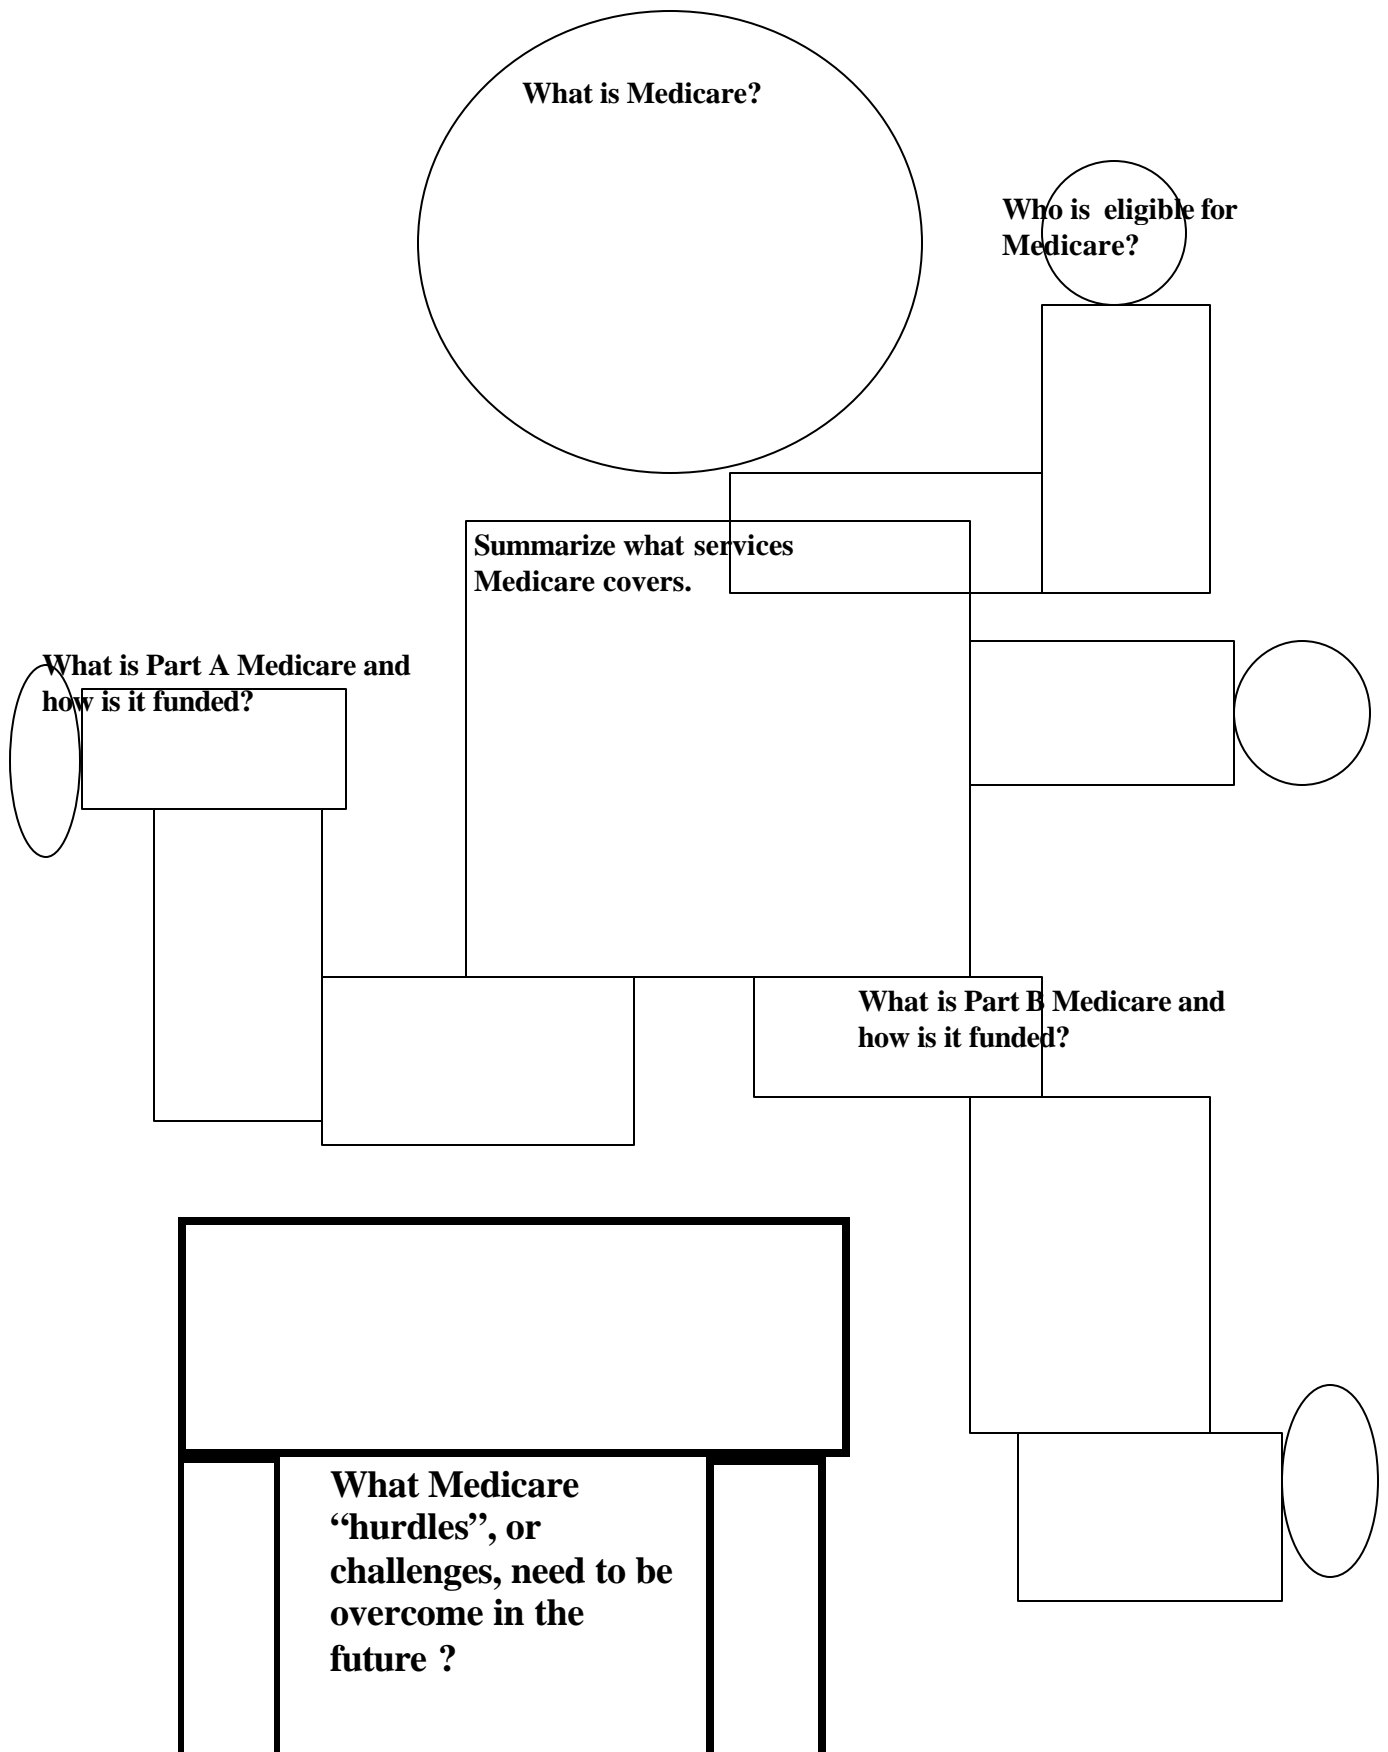 What is Medicare?
Who is eligible for
Medicare?
Summarize what services
Medicare covers.
What is Part A Medicare and
how is it funded?
What is Part B Medicare and
how is it funded?
What Medicare
“hurdles”, or
challenges, need to be
overcome in the
future ?